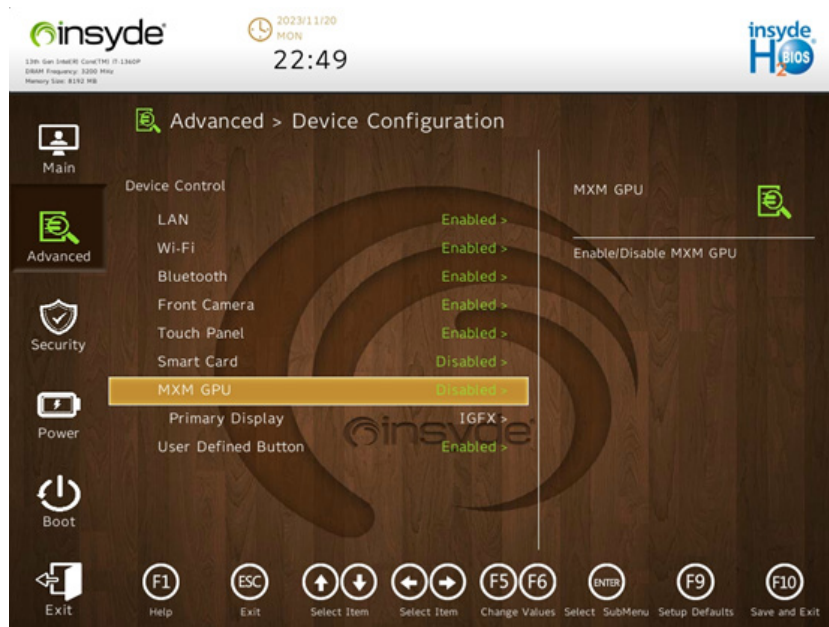 insyde®
13th Gen Intel(R) Core(TM) i7-1360P
DRAM Frequency: 3200 MHz
Memory Size: 8192 MB
2023/11/20
MON
22:49
insyde®
H2O BIOS
Main
Advanced
Security
Power
Boot
Exit
Advanced > Device Configuration
Device Control
LAN Enabled >
Wi-Fi Enabled >
Bluetooth Enabled >
Front Camera Enabled >
Touch Panel Enabled >
Smart Card Disabled >
MXM GPU Disabled >
Primary Display IGFX >
User Defined Button Enabled >
insyde®
MXM GPU
Enable/Disable MXM GPU
F1 ESC F5 F6 ENTER F9 F10
Help Exit Select Item Select Item Change Values Select SubMenu Setup Defaults Save and Exit